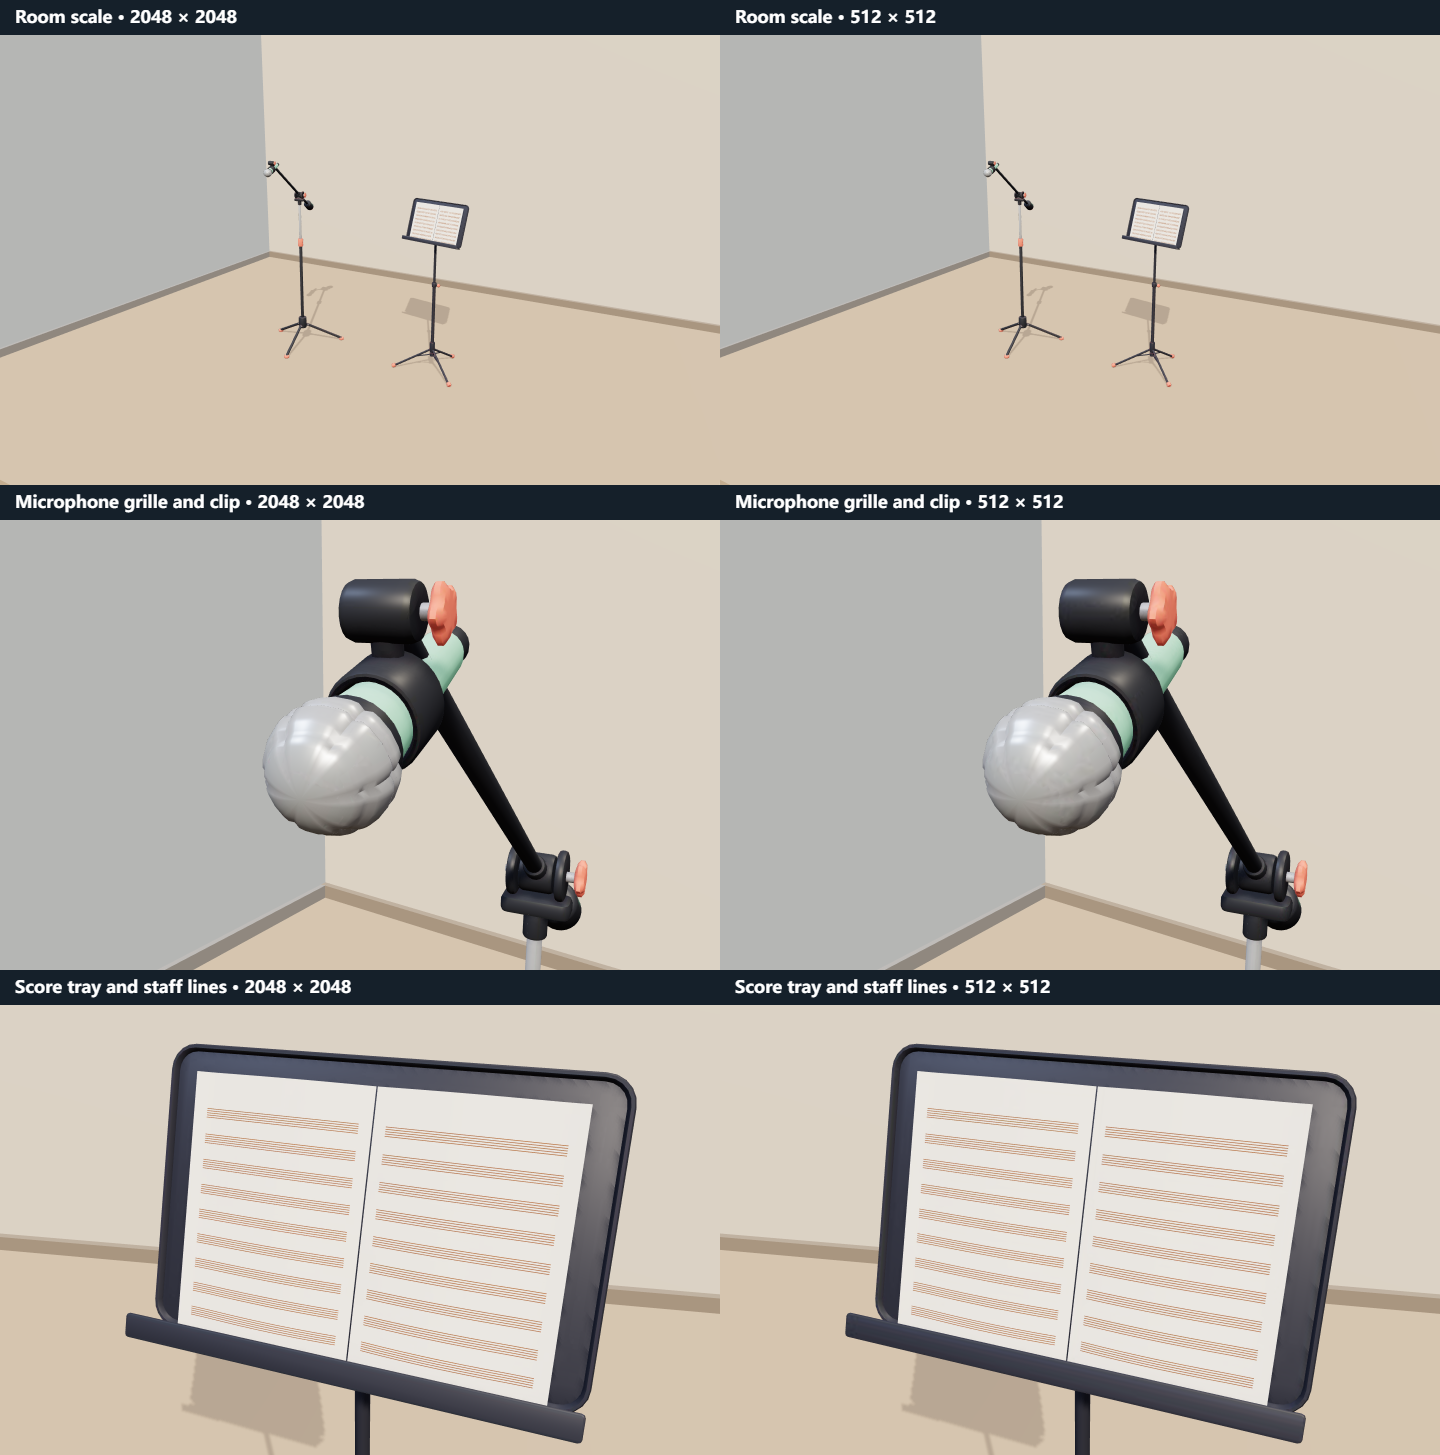 Room scale • 2048 × 2048
Room scale • 512 × 512
Microphone grille and clip • 2048 × 2048
Microphone grille and clip • 512 × 512
Score tray and staff lines • 2048 × 2048
Score tray and staff lines • 512 × 512